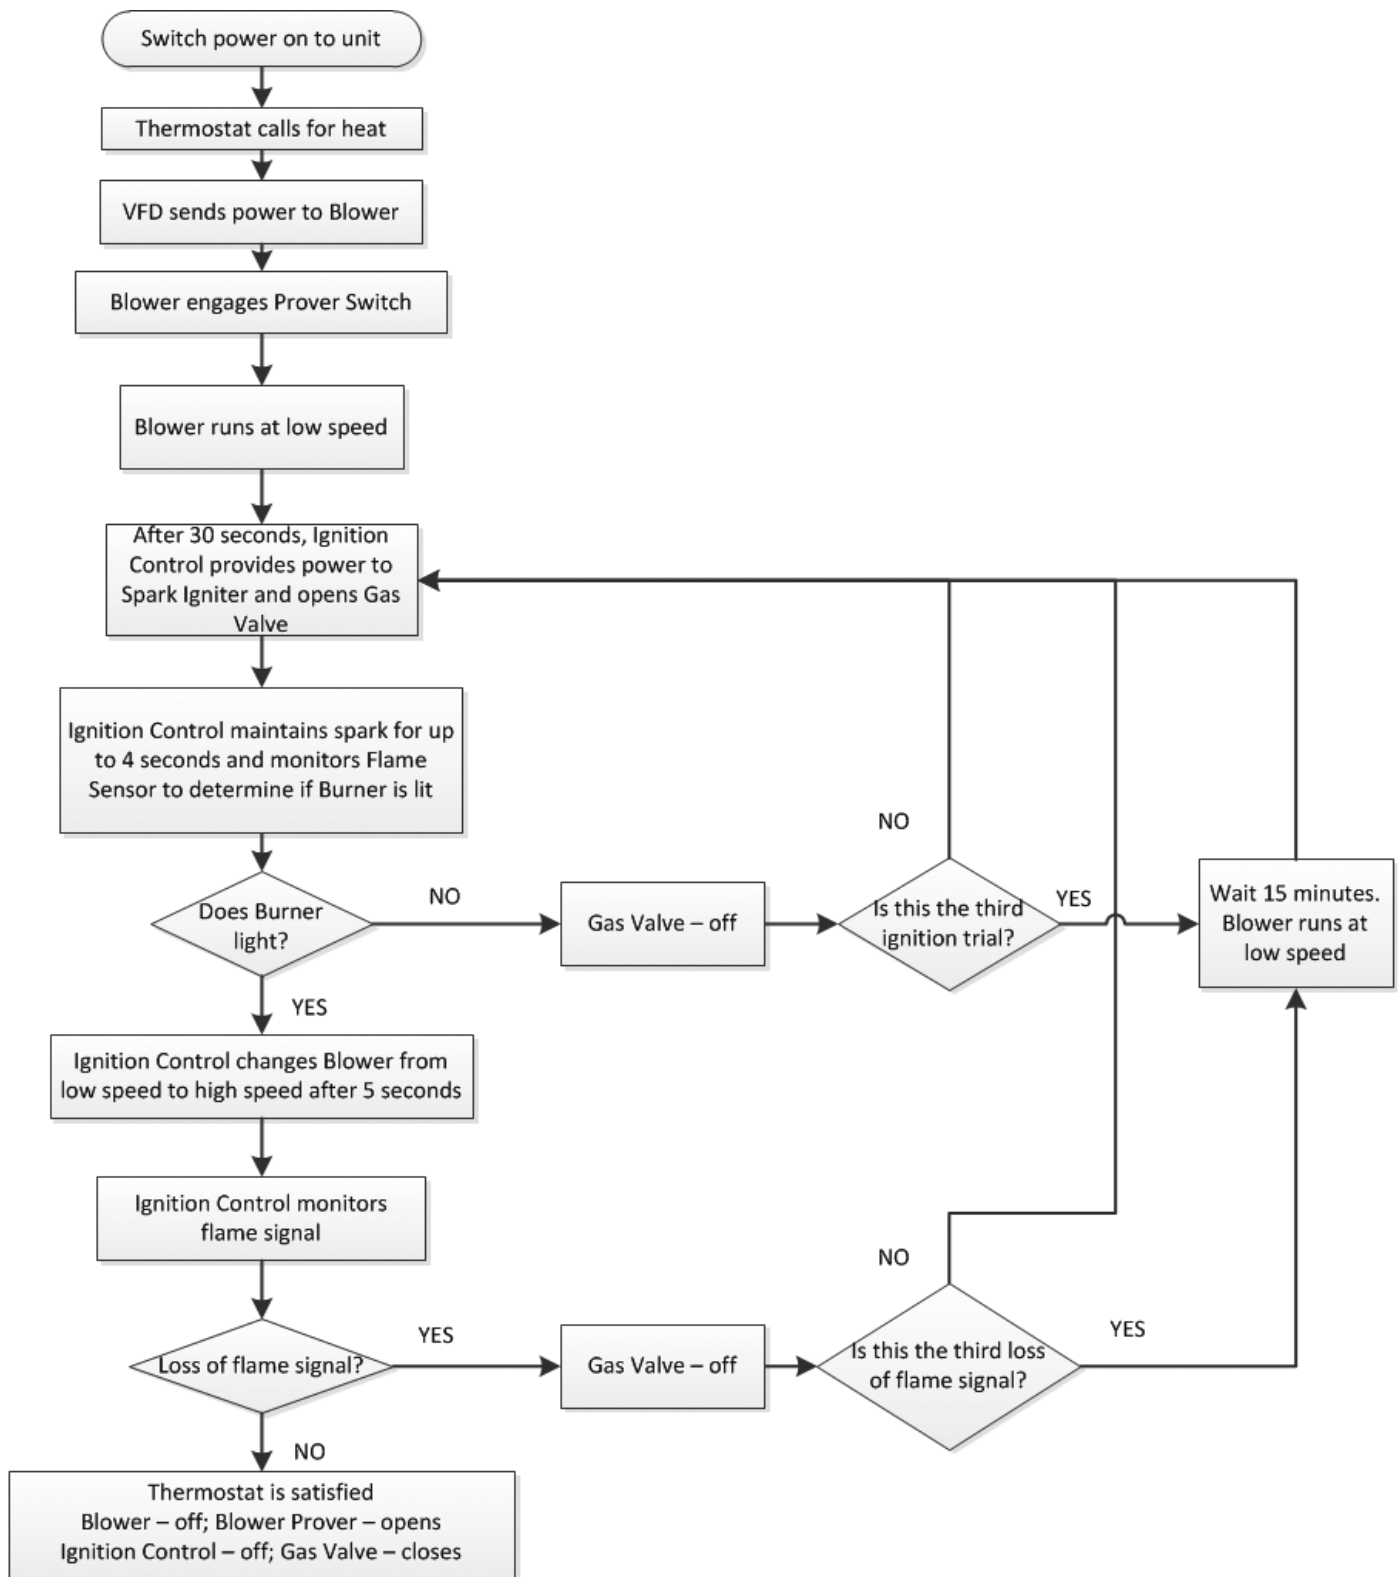 Switch power on to unit
Thermostat calls for heat
VFD sends power to Blower
Blower engages Prover Switch
Blower runs at low speed
After 30 seconds, Ignition
Control provides power to
Spark Igniter and opens Gas
Valve
Ignition Control maintains spark for up
to 4 seconds and monitors Flame
Sensor to determine if Burner is lit
Does Burner
light?
NO
Gas Valve – off
Is this the third
ignition trial?
NO
YES
Wait 15 minutes.
Blower runs at
low speed
YES
Ignition Control changes Blower from
low speed to high speed after 5 seconds
Ignition Control monitors
flame signal
Loss of flame signal?
YES
Gas Valve – off
Is this the third loss
of flame signal?
NO
YES
NO
Thermostat is satisfied
Blower – off; Blower Prover – opens
Ignition Control – off; Gas Valve – closes